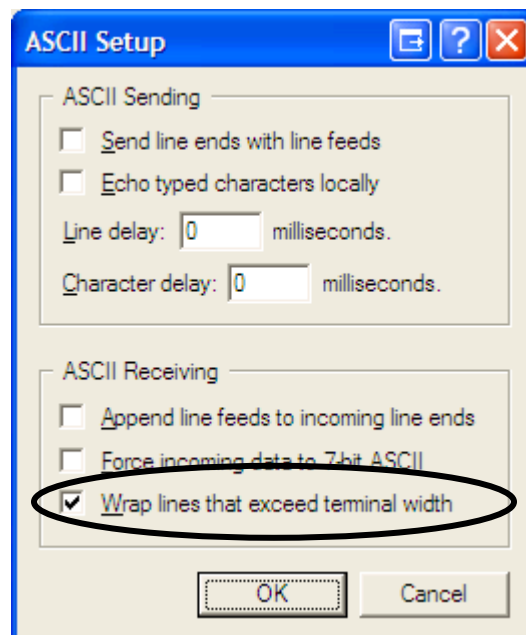 ASCII Setup
ASCII Sending
Send line ends with line feeds
Echo typed characters locally
Line delay: 0 milliseconds.
Character delay: 0 milliseconds.
ASCII Receiving
Append line feeds to incoming line ends
Force incoming data to 7-bit ASCII
Wrap lines that exceed terminal width
OK Cancel